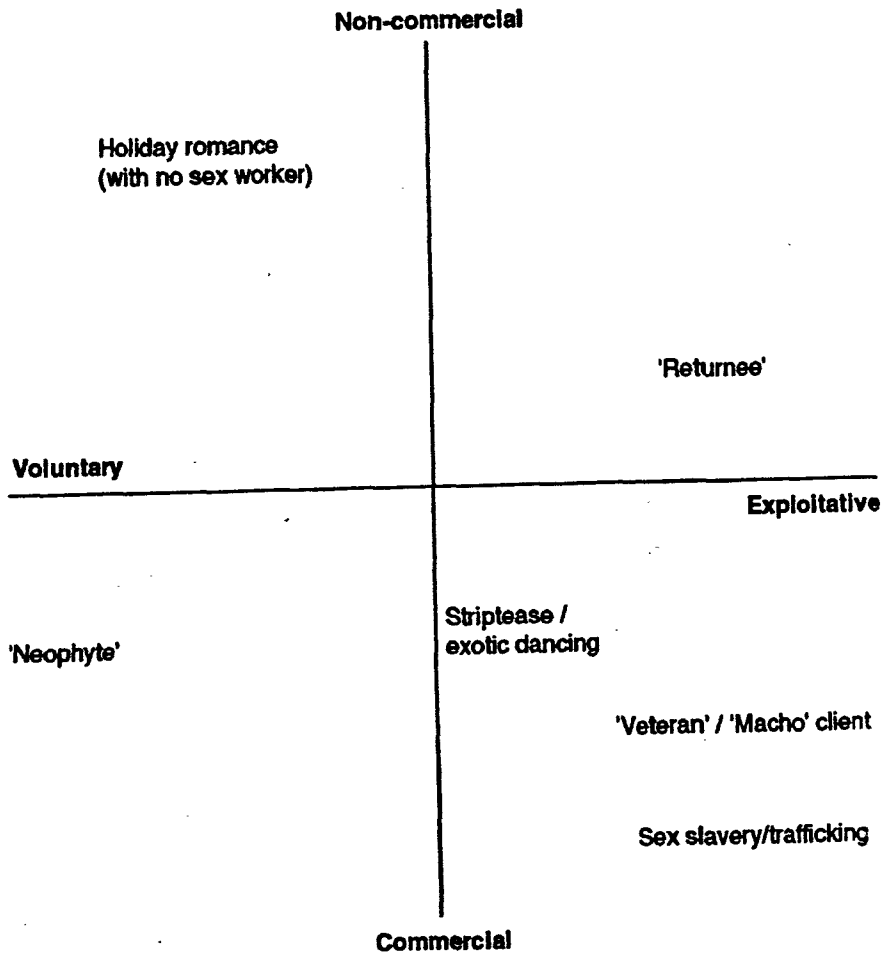 Non-commercial
Holiday romance
(with no sex worker)
'Returnee'
Voluntary
Exploitative
Striptease /
exotic dancing
'Neophyte'
'Veteran' / 'Macho' client
Sex slavery/trafficking
Commercial